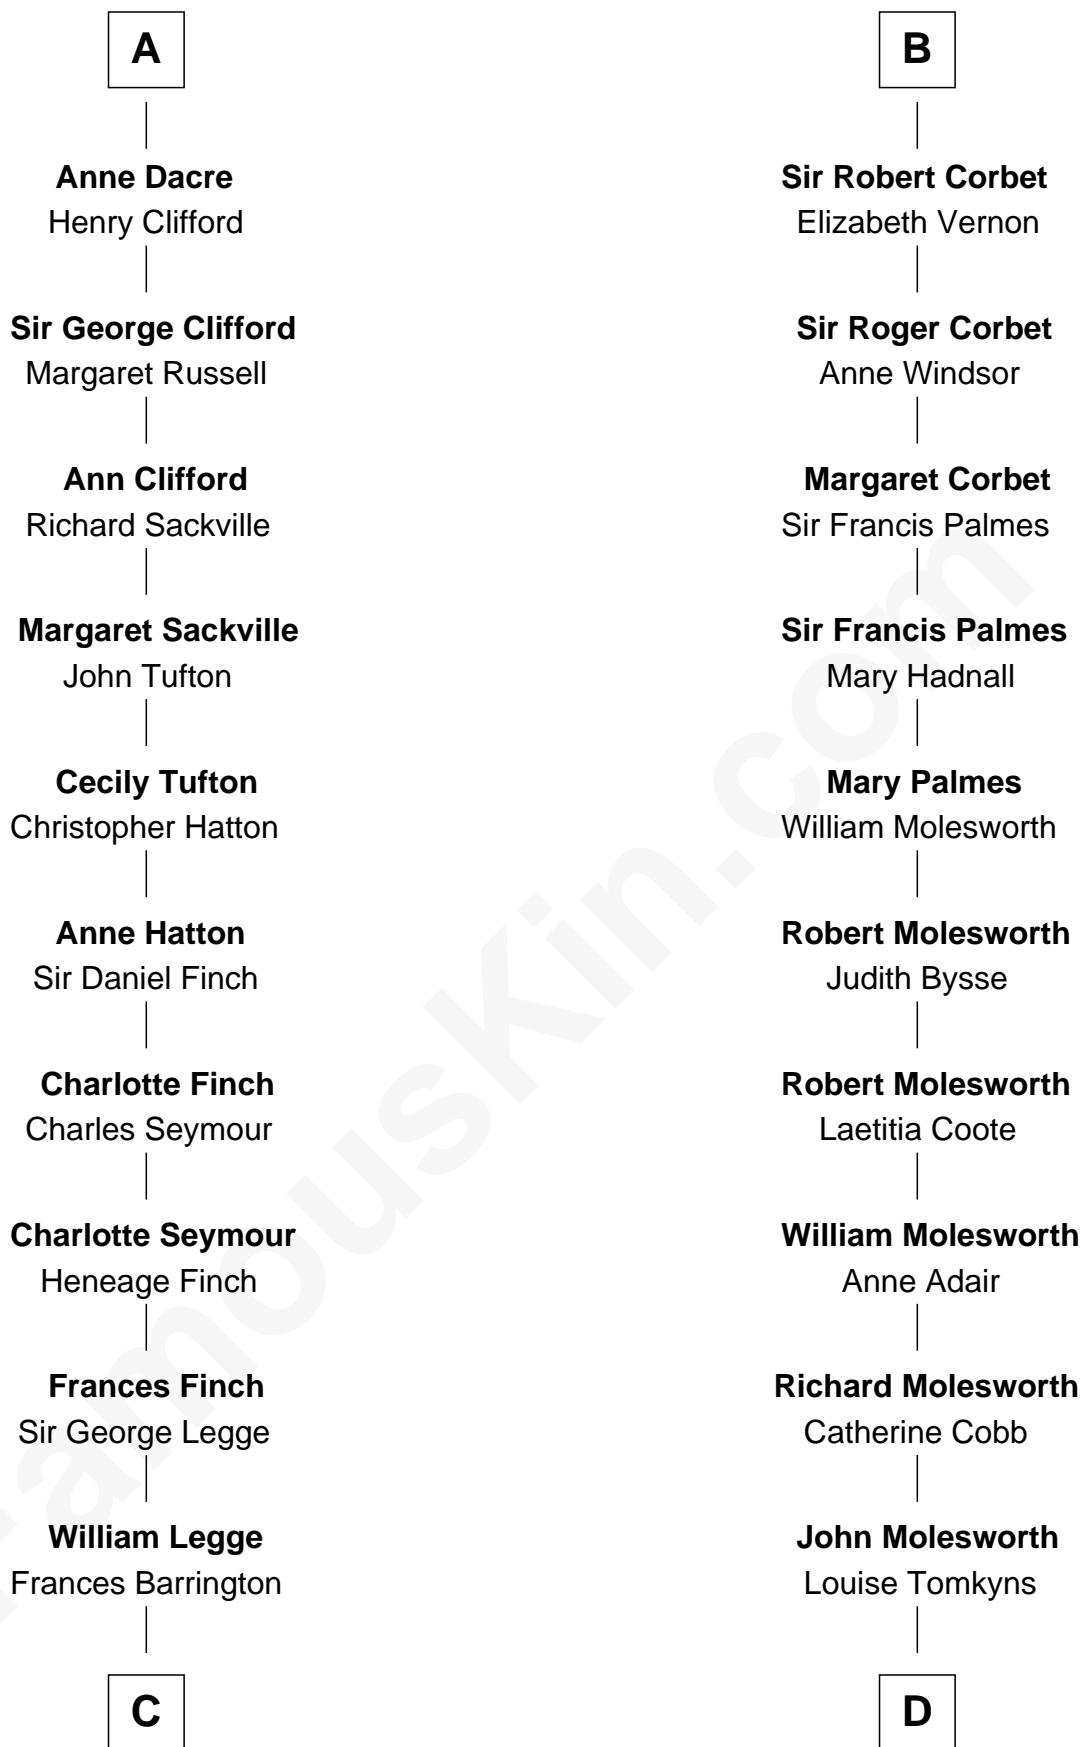 A
Anne Dacre
Henry Clifford
Sir George Clifford
Margaret Russell
Ann Clifford
Richard Sackville
Margaret Sackville
John Tufton
Cecily Tufton
Christopher Hatton
Anne Hatton
Sir Daniel Finch
Charlotte Finch
Charles Seymour
Charlotte Seymour
Heneage Finch
Frances Finch
Sir George Legge
William Legge
Frances Barrington
C
B
Sir Robert Corbet
Elizabeth Vernon
Sir Roger Corbet
Anne Windsor
Margaret Corbet
Sir Francis Palmes
Sir Francis Palmes
Mary Hadnall
Mary Palmes
William Molesworth
Robert Molesworth
Judith Bysse
Robert Molesworth
Laetitia Coote
William Molesworth
Anne Adair
Richard Molesworth
Catherine Cobb
John Molesworth
Louise Tomkyns
D
FamousKin.com